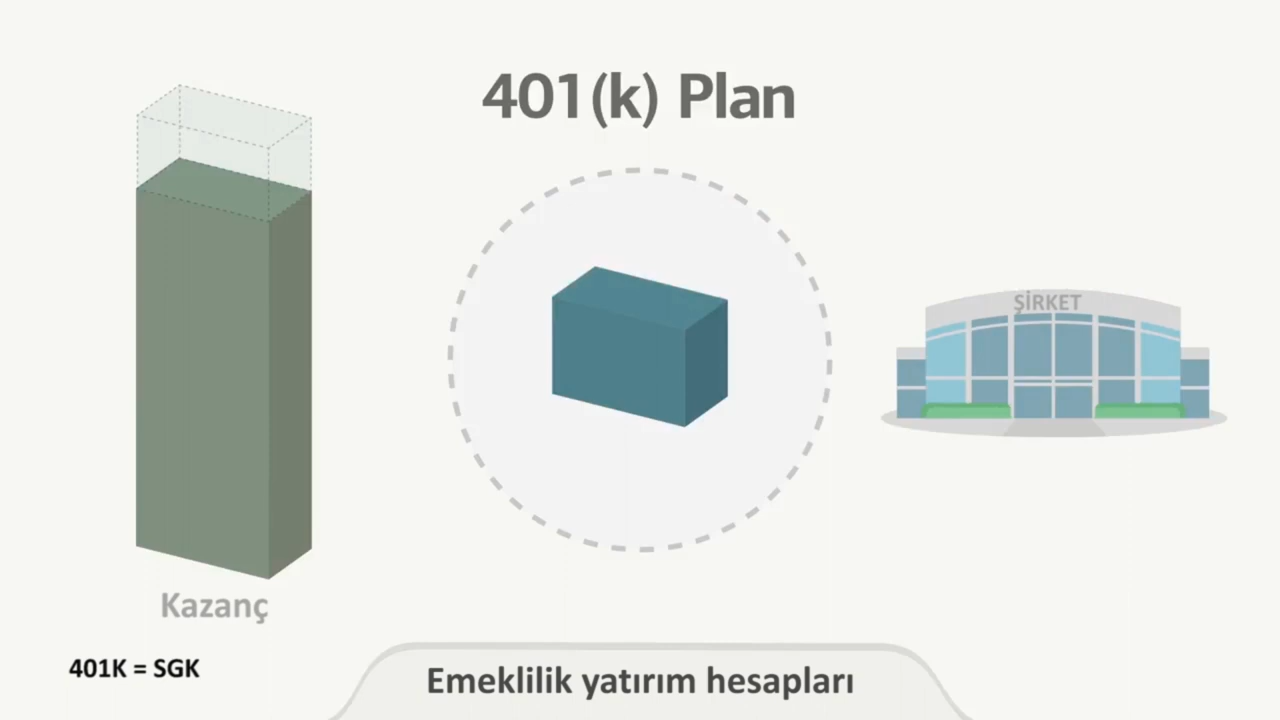 401(k) Plan
ŞİRKET
Kazanç
401K = SGK
Emeklilik yatırım hesapları